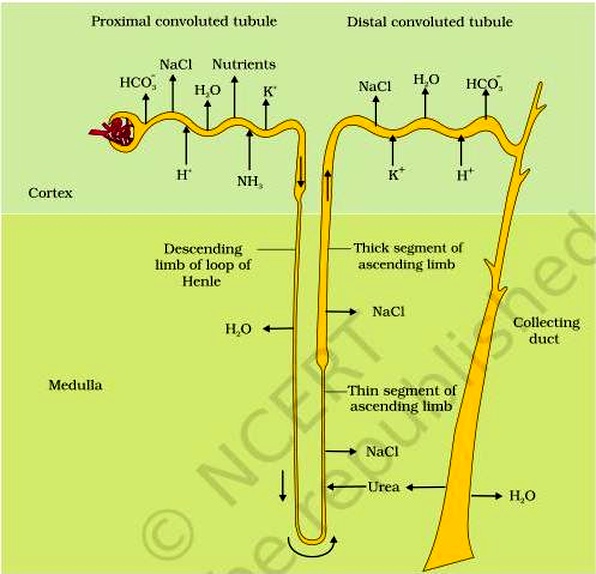 Proximal convoluted tubule
Distal convoluted tubule
HCO₃⁻
NaCl
H₂O
Nutrients
K⁺
NaCl
H₂O
HCO₃⁻
H⁺
NH₃
K⁺
H⁺
Cortex
Descending
limb of loop of
Henle
Thick segment of
ascending limb
NaCl
H₂O
Collecting
duct
Medulla
Thin segment of
ascending limb
NaCl
Urea
H₂O
© NCERT
be republished